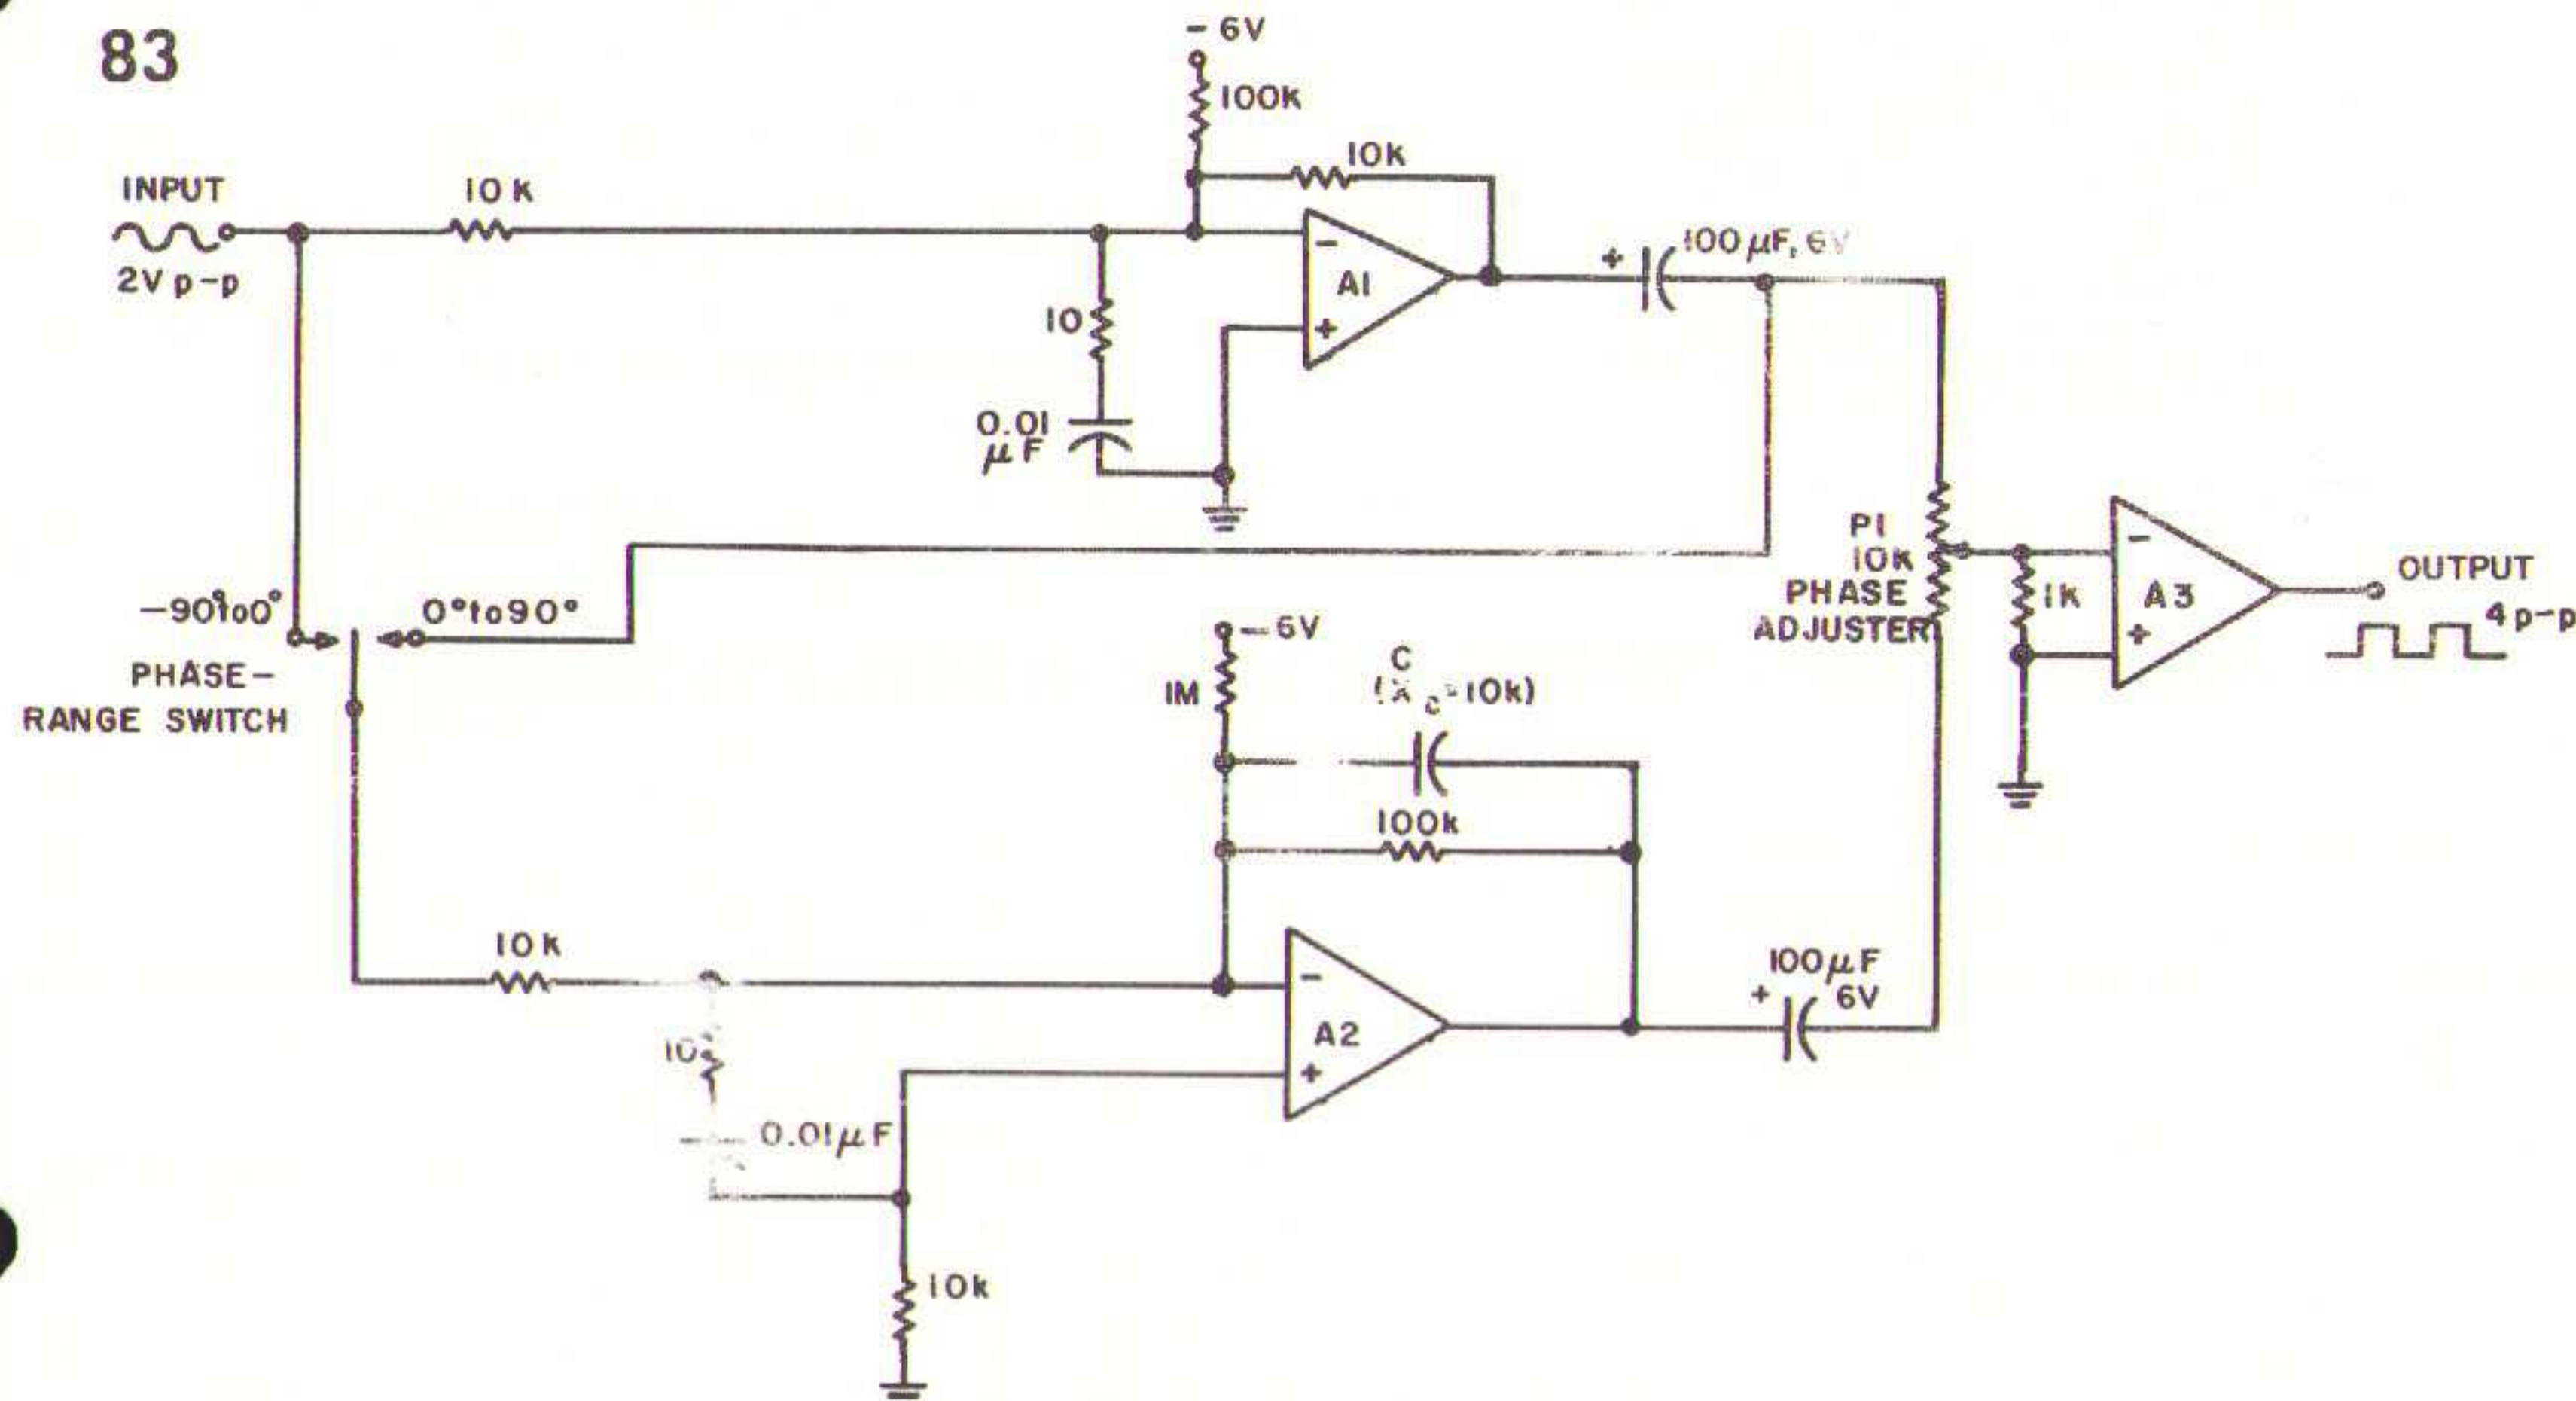 83
- 6V
100K
10K
INPUT
10 K
2V p-p
-
A1
+
+
100 µF, 6V
10
0.01
µF
P1
10K
PHASE
ADJUSTER
-
A3
+
1K
OUTPUT
4 p-p
-90° to 0°
0° to 90°
PHASE-
RANGE SWITCH
- 6V
1M
C
100k
10k
-
A2
+
100µF
+
6V
10
0.01µF
10k